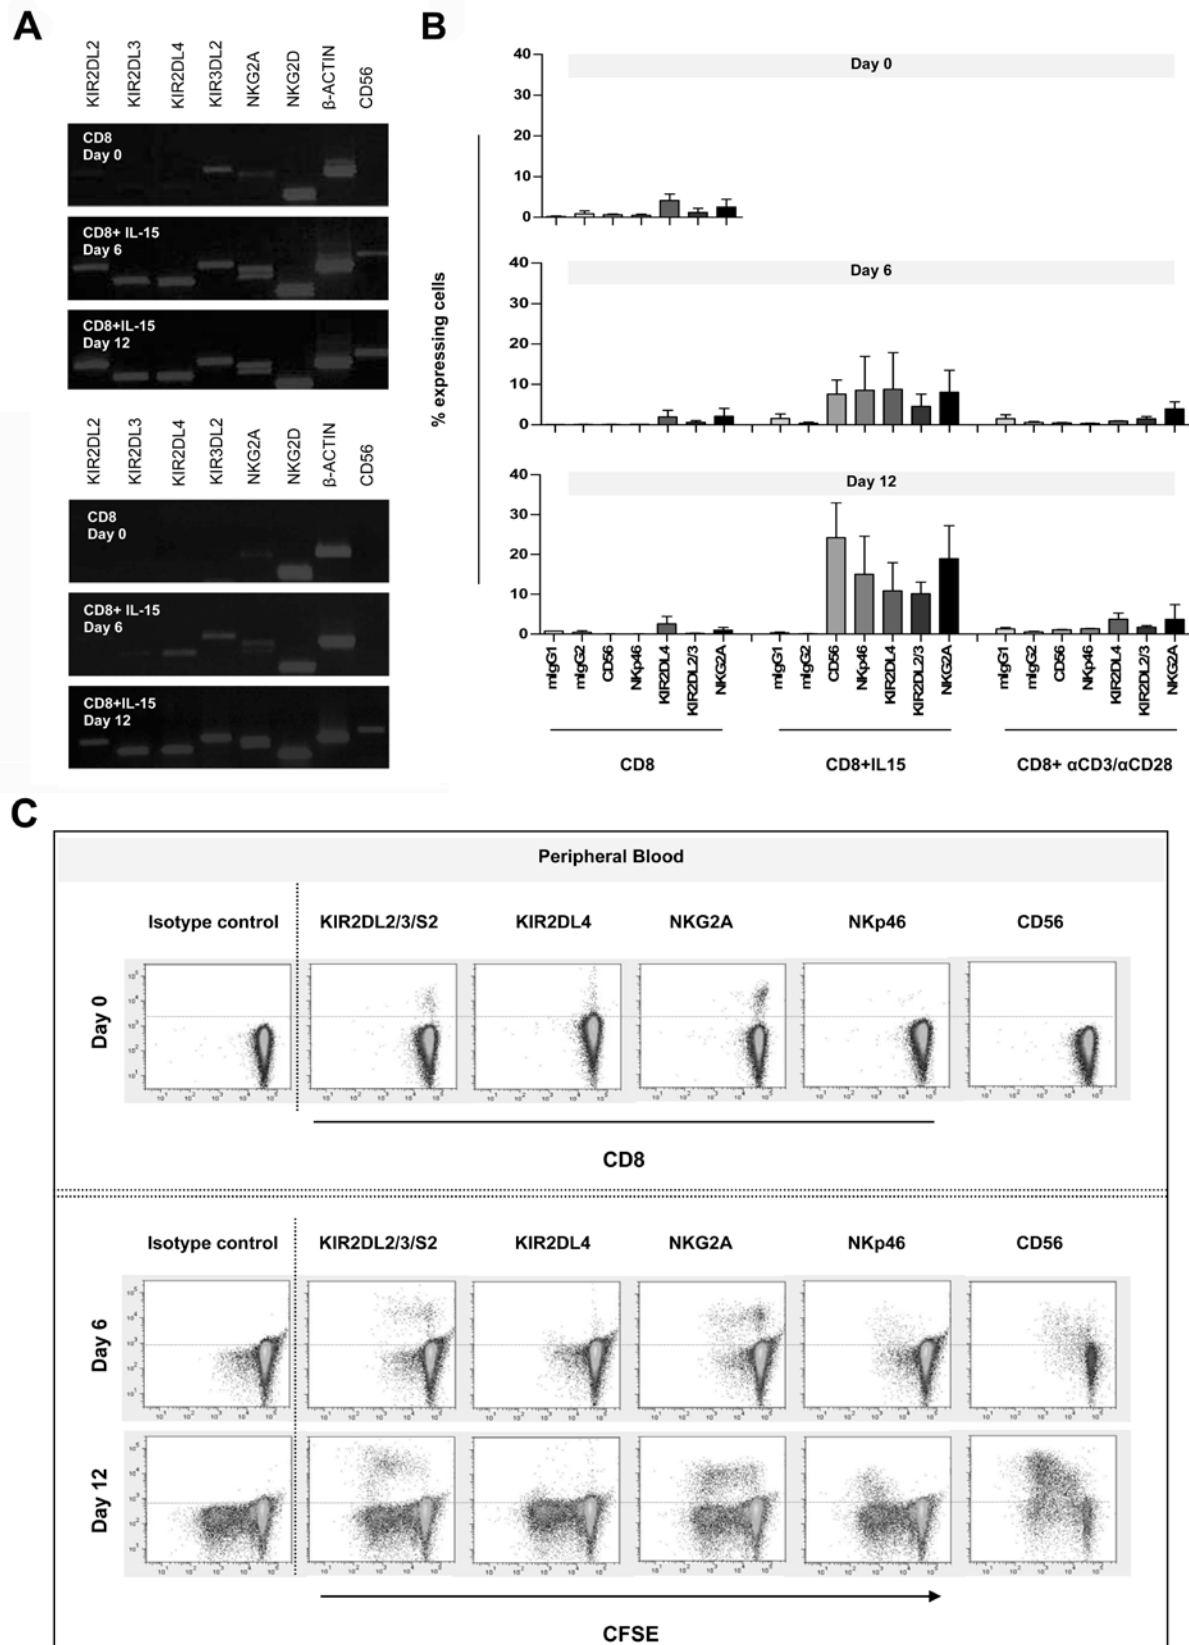 A
KIR2DL2
KIR2DL3
KIR2DL4
KIR3DL2
NKG2A
NKG2D
β-ACTIN
CD56
CD8
Day 0
CD8+ IL-15
Day 6
CD8+IL-15
Day 12
KIR2DL2
KIR2DL3
KIR2DL4
KIR3DL2
NKG2A
NKG2D
β-ACTIN
CD56
CD8
Day 0
CD8+ IL-15
Day 6
CD8+IL-15
Day 12
B
% expressing cells
Day 0
40
30
20
10
0
Day 6
40
30
20
10
0
Day 12
40
30
20
10
0
mIgG1
mIgG2
CD56
NKp46
KIR2DL4
KIR2DL2/3
NKG2A
mIgG1
mIgG2
CD56
NKp46
KIR2DL4
KIR2DL2/3
NKG2A
mIgG1
mIgG2
CD56
NKp46
KIR2DL4
KIR2DL2/3
NKG2A
CD8
CD8+IL15
CD8+ αCD3/αCD28
C
Peripheral Blood
Isotype control
KIR2DL2/3/S2
KIR2DL4
NKG2A
NKp46
CD56
Day 0
CD8
Isotype control
KIR2DL2/3/S2
KIR2DL4
NKG2A
NKp46
CD56
Day 6
Day 12
CFSE